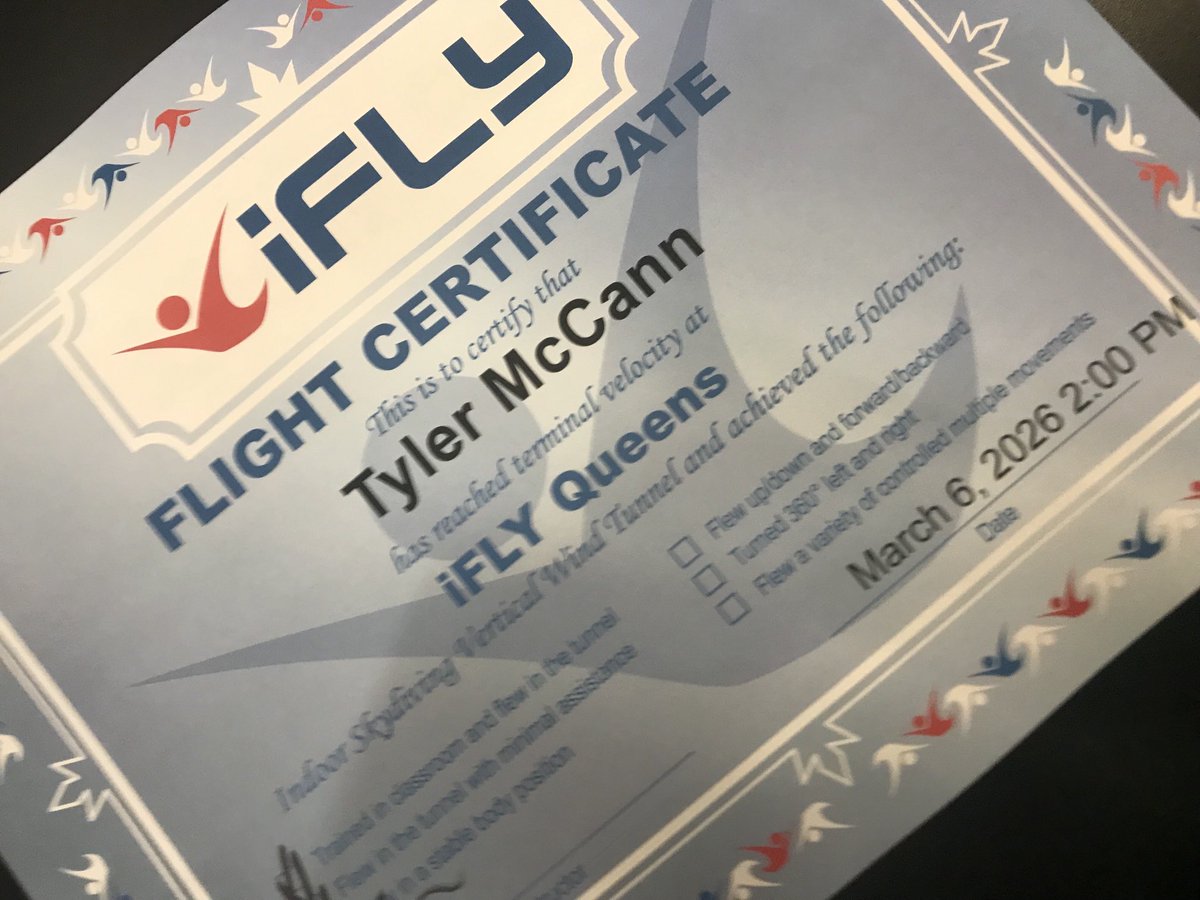 iFLY
FLIGHT CERTIFICATE
This is to certify that
Tyler McCann
has reached terminal velocity at
iFLY Queens
Indoor Skydiving Vertical Wind Tunnel and achieved the following:
Trained in classroom and flew in the tunnel
Flew in the tunnel with minimal assistance
in a stable body position
Flew up/down and forward/backward
Turned 360° left and right
Flew a variety of controlled multiple movements
March 6, 2026 2:00 PM
Date